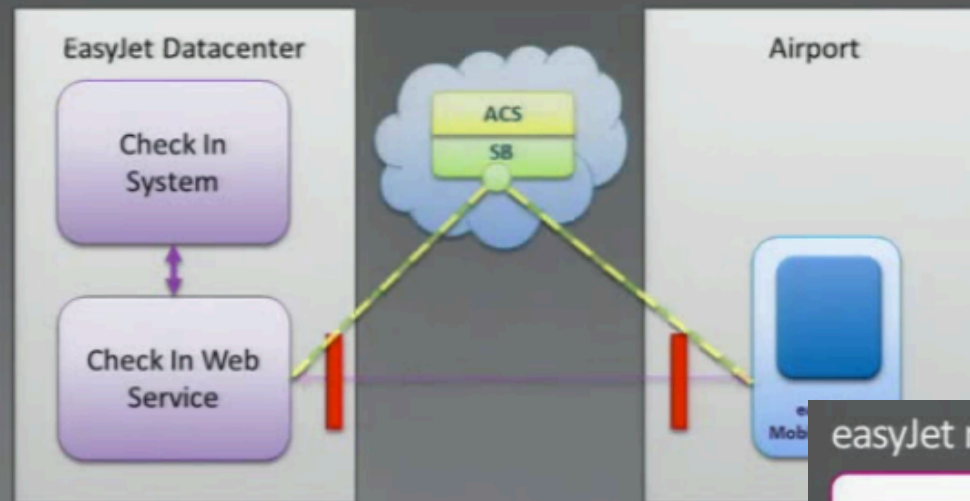 EasyJet Datacenter
Airport
ACS
SB
Check In
System
Check In Web
Service
easyJet